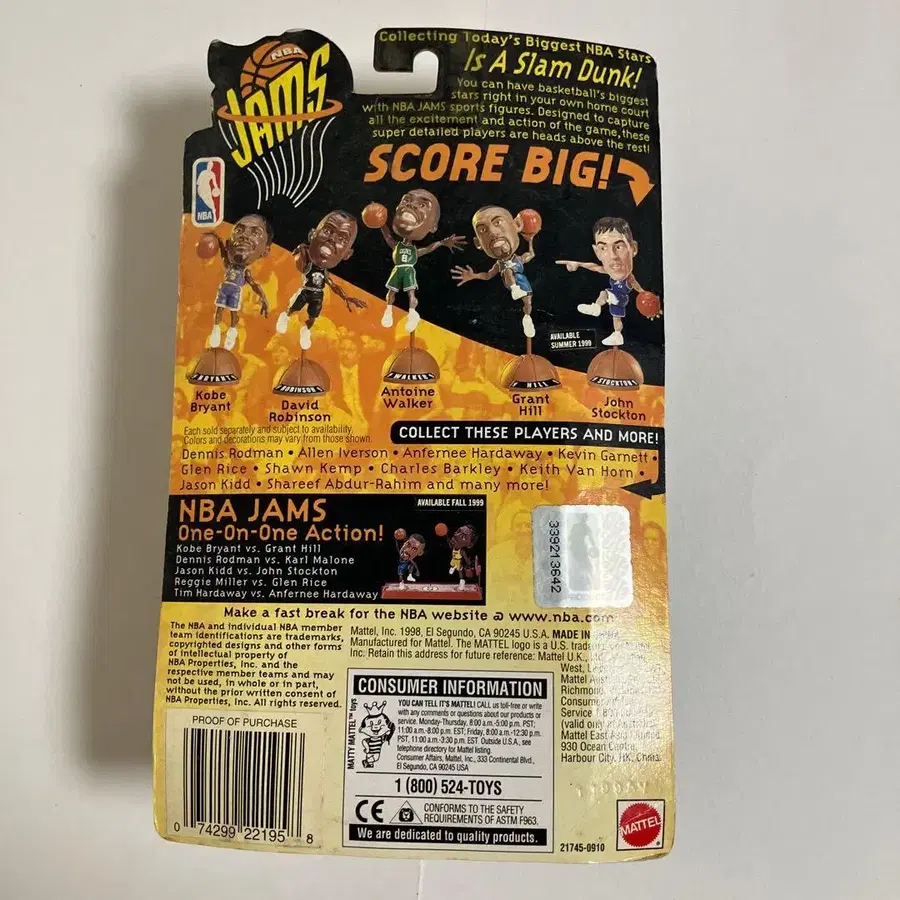 NBA
JAMS
NBA
Collecting Today's Biggest NBA Stars
Is A Slam Dunk!
You can have basketball's biggest
stars right in your own home court
with NBA JAMS sports figures. Designed to capture
all the excitement and action of the game, these
super detailed players are heads above the rest!
SCORE BIG!
8
AVAILABLE
SUMMER 1999
BRYANT
ROBINSON
WALKER
HILL
STOCKTON
Kobe
Bryant
David
Robinson
Antoine
Walker
Grant
Hill
John
Stockton
Each sold separately and subject to availability.
Colors and decorations may vary from those shown.
COLLECT THESE PLAYERS AND MORE!
Dennis Rodman • Allen Iverson • Anfernee Hardaway • Kevin Garnett •
Glen Rice • Shawn Kemp • Charles Barkley • Keith Van Horn •
Jason Kidd • Shareef Abdur-Rahim and many more!
NBA JAMS
One-On-One Action!
AVAILABLE FALL 1999
Kobe Bryant vs. Grant Hill
Dennis Rodman vs. Karl Malone
Jason Kidd vs. John Stockton
Reggie Miller vs. Glen Rice
Tim Hardaway vs. Anfernee Hardaway
339213642
Make a fast break for the NBA website @ www.nba.com
The NBA and individual NBA member
team identifications are trademarks,
copyrighted designs and other forms
of intellectual property of
NBA Properties, Inc. and the
respective member teams and may
not be used, in whole or in part,
without the prior written consent of
NBA Properties, Inc. All rights reserved.
Mattel, Inc. 1998, El Segundo, CA 90245 U.S.A. MADE IN CHINA
Manufactured for Mattel. The MATTEL logo is a U.S. trademark
Inc. Retain this address for future reference: Mattel U.K.,
West,
Mattel
Richmond,
Consumer
Service
(valid only
Mattel East Asia Limited,
930 Ocean Centre,
Harbour City, HK, China.
CONSUMER INFORMATION
MATTY MATTEL™ toys
YOU CAN TELL IT'S MATTEL! CALL us toll-free or write
with any comments or questions about our products or
service. Monday-Thursday, 8:00 a.m.-5:00 p.m. PST;
11:00 a.m.-8:00 p.m. EST; Friday, 8:00 a.m.-12:30 p.m.
PST, 11:00 a.m.-3:30 p.m. EST. Outside U.S.A., see
telephone directory for Mattel listing.
Consumer Affairs, Mattel, Inc., 333 Continental Blvd.,
El Segundo, CA 90245 USA
1 (800) 524-TOYS
CE
CONFORMS TO THE SAFETY
REQUIREMENTS OF ASTM F963.
We are dedicated to quality products.
PROOF OF PURCHASE
0 74299 22195 8
21745-0910
MATTEL